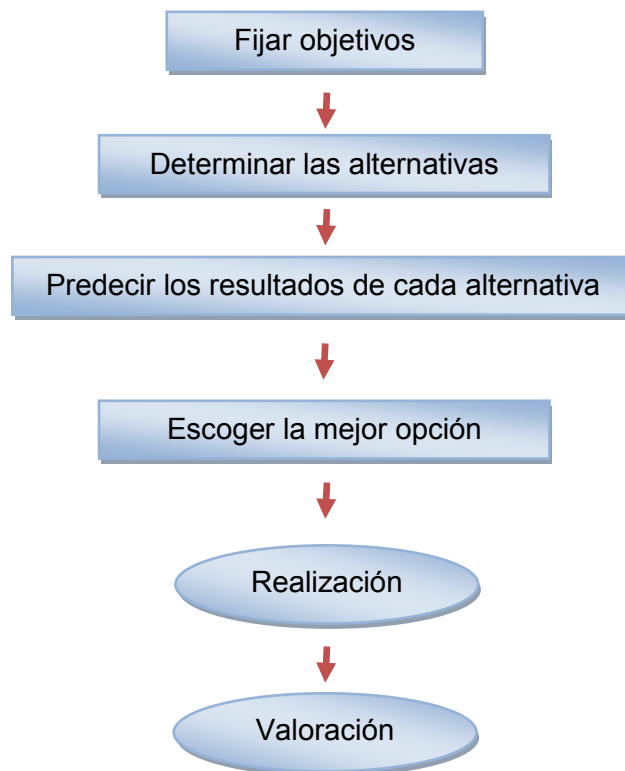 Fijar objetivos
Determinar las alternativas
Predecir los resultados de cada alternativa
Escoger la mejor opción
Realización
Valoración